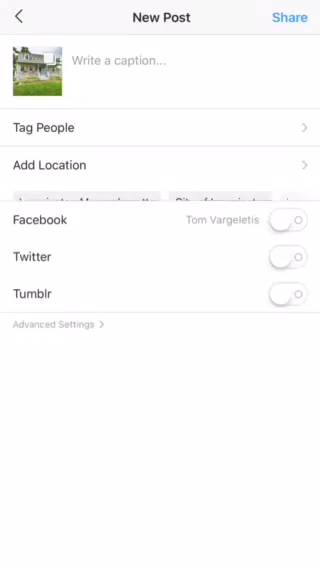 New Post
Share
Write a caption...
Tag People
Add Location
Facebook
Tom Vargeletis
Twitter
Tumblr
Advanced Settings